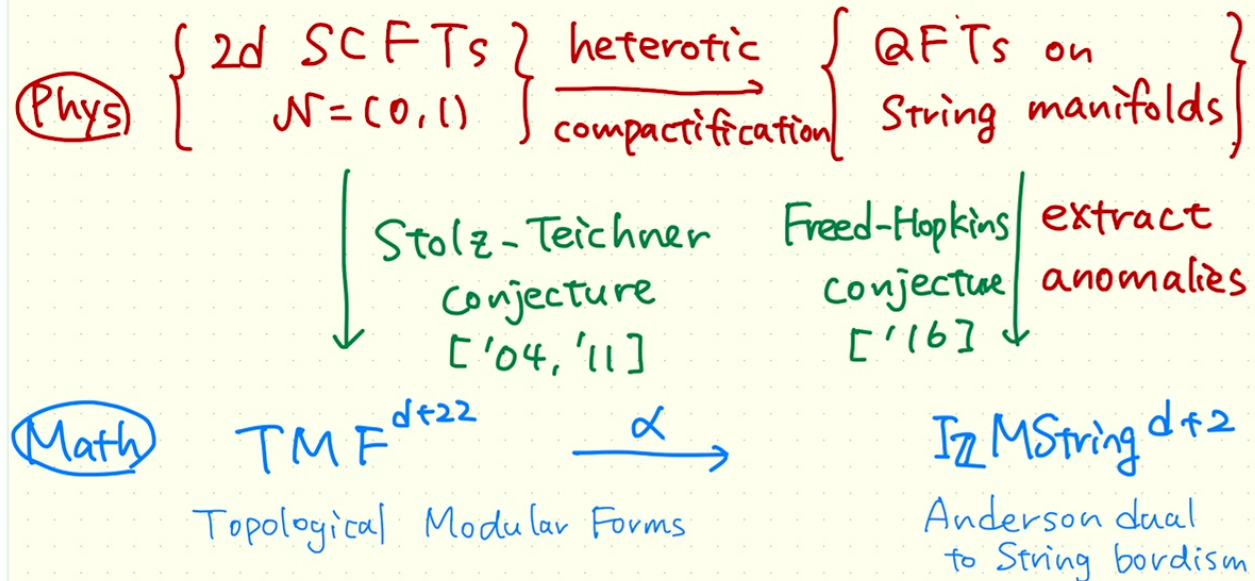 Phys
{ 2d SCFTs
N=(0,1) }
heterotic
compactification
{ QFTs on
String manifolds }
Stolz-Teichner
conjecture
['04, '11]
Freed-Hopkins
conjectue
['16]
extract
anomalies
Math
TMF^{d+22}
α
I_ℤ MString^{d+2}
Topological Modular Forms
Anderson dual
to String bordism